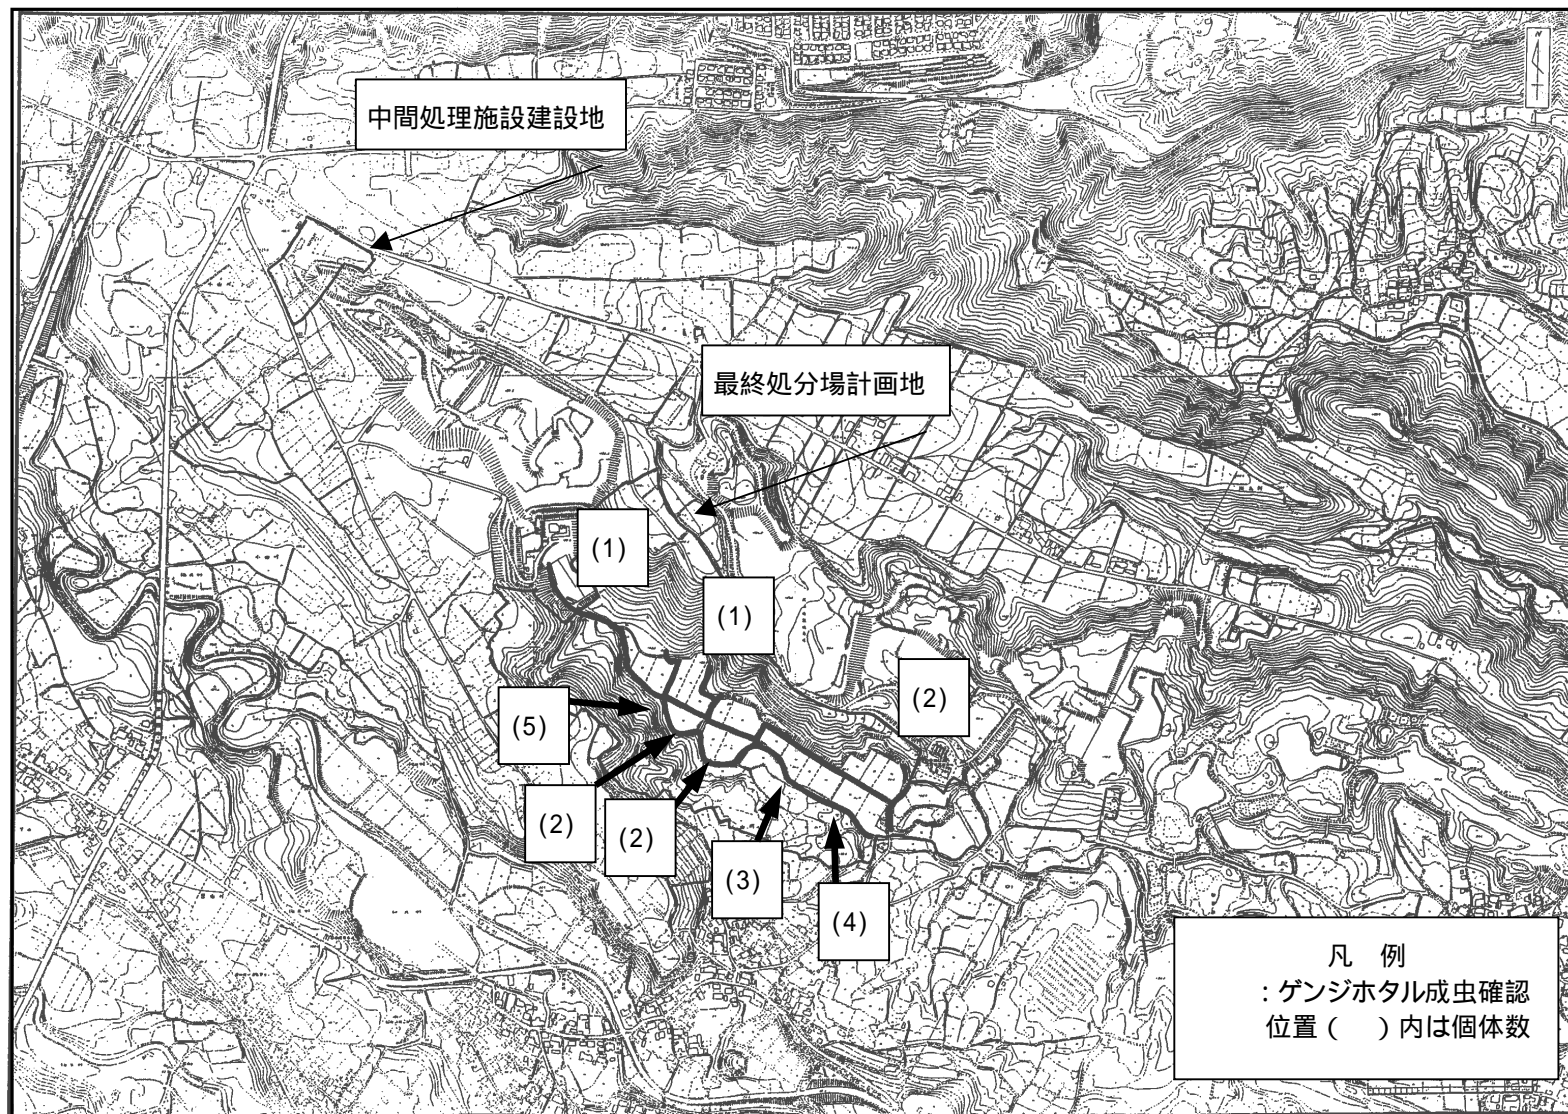 中間処理施設建設地
最終処分場計画地
(1)
(1)
(2)
(5)
(2)
(2)
(3)
(4)
凡 例
：ゲンジホタル成虫確認
位置（　）内は個体数